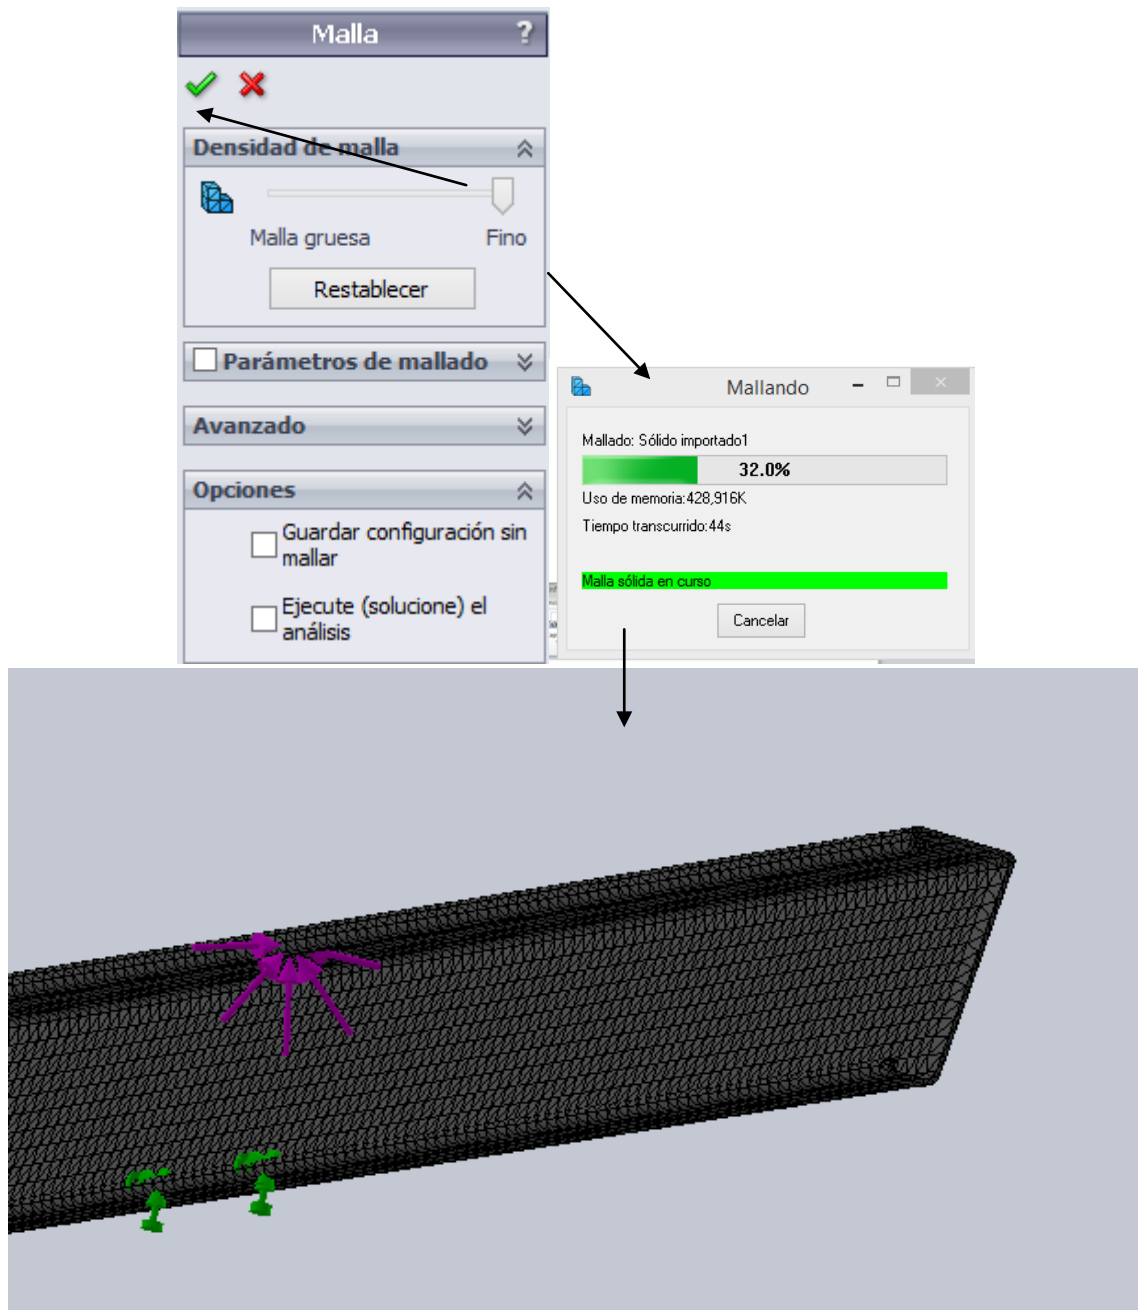 Malla ?
Densidad de malla
Malla gruesa Fino
Restablecer
Parámetros de mallado
Avanzado
Opciones
Guardar configuración sin
mallar
Ejecute (solucione) el
análisis
Mallando
Mallado: Sólido importado1
32.0%
Uso de memoria:428,916K
Tiempo transcurrido:44s
Malla sólida en curso
Cancelar